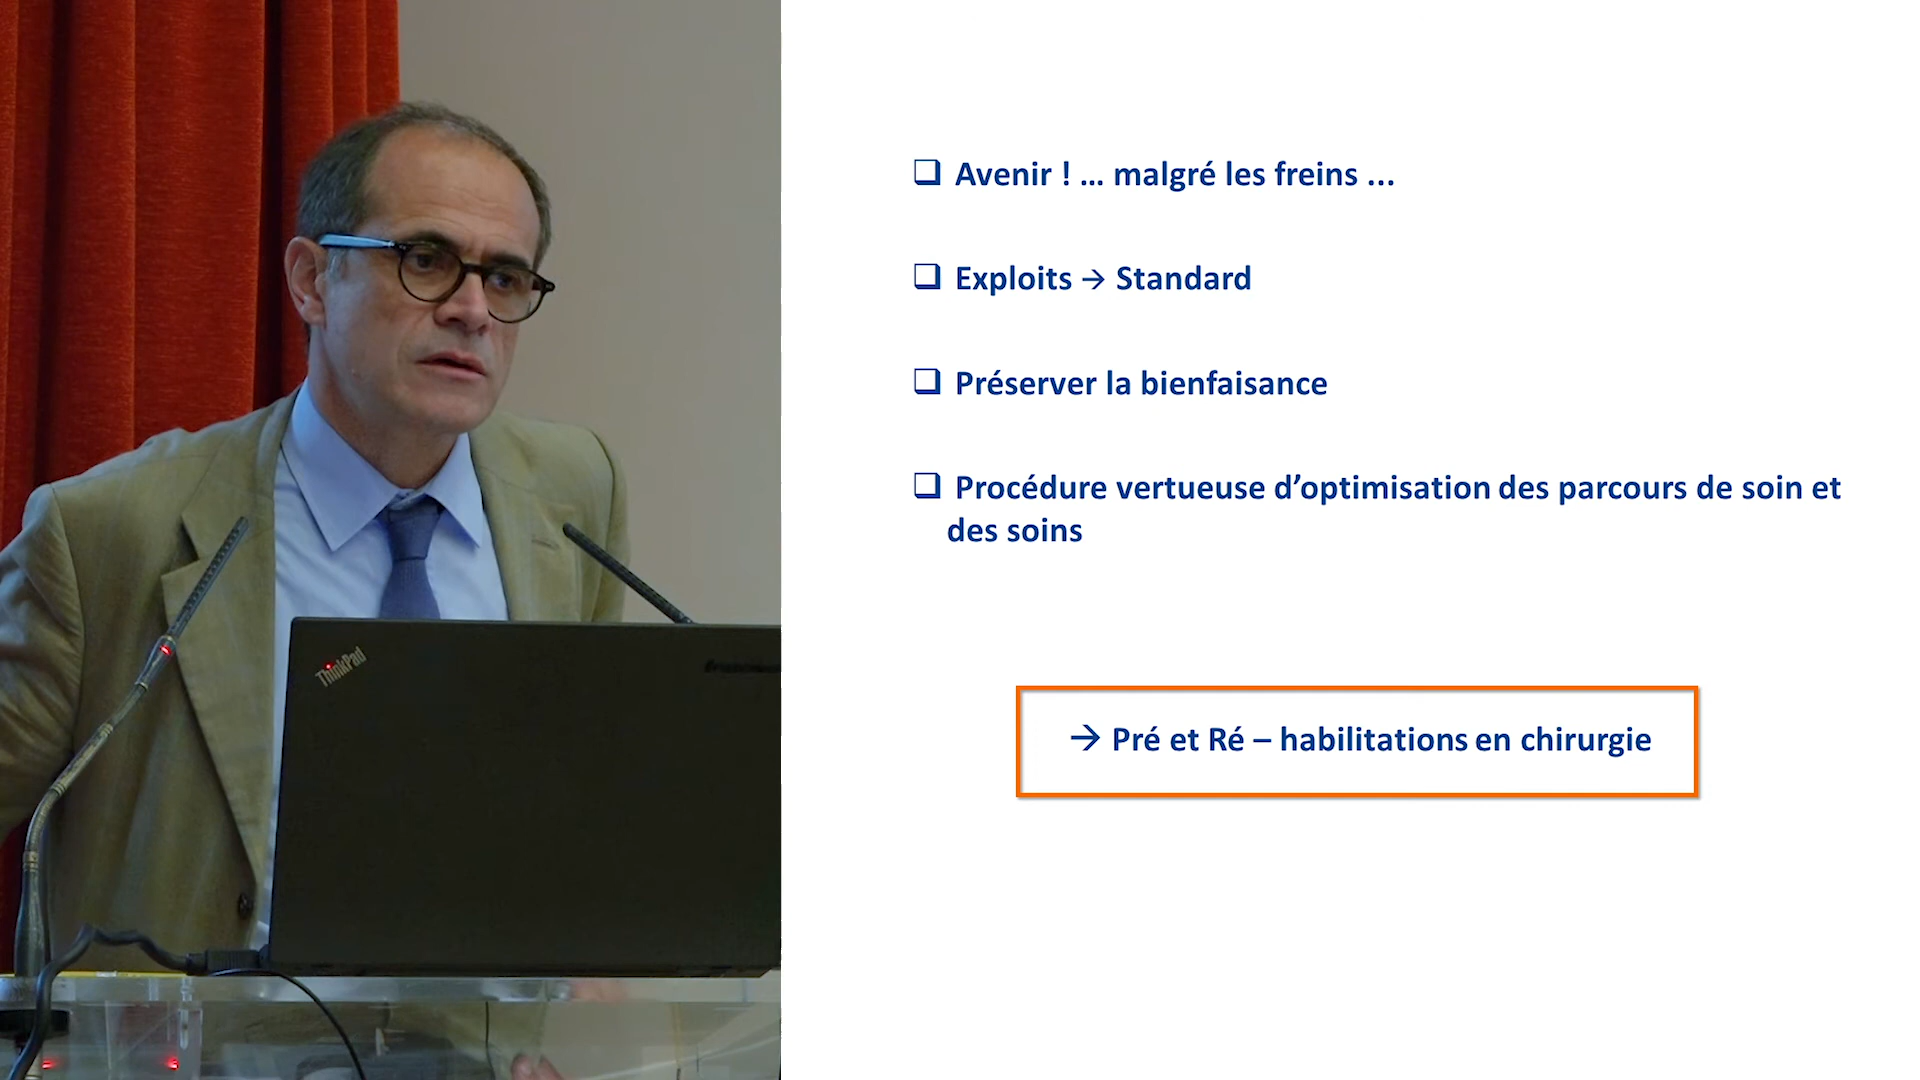 ❑ Avenir ! ... malgré les freins ...
❑ Exploits → Standard
❑ Préserver la bienfaisance
❑ Procédure vertueuse d’optimisation des parcours de soin et
des soins
→ Pré et Ré – habilitations en chirurgie
ThinkPad